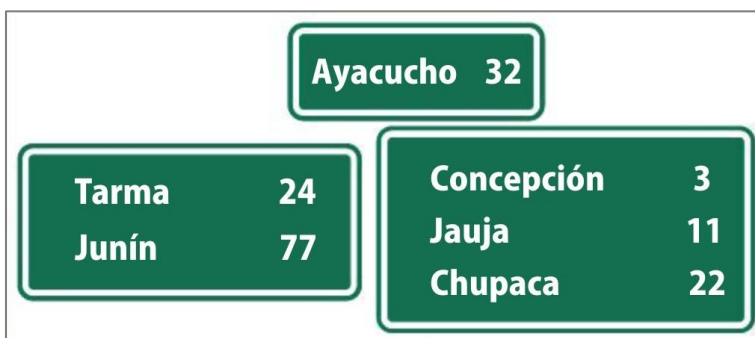 Ayacucho 32
Tarma 24
Junín 77
Concepción 3
Jauja 11
Chupaca 22